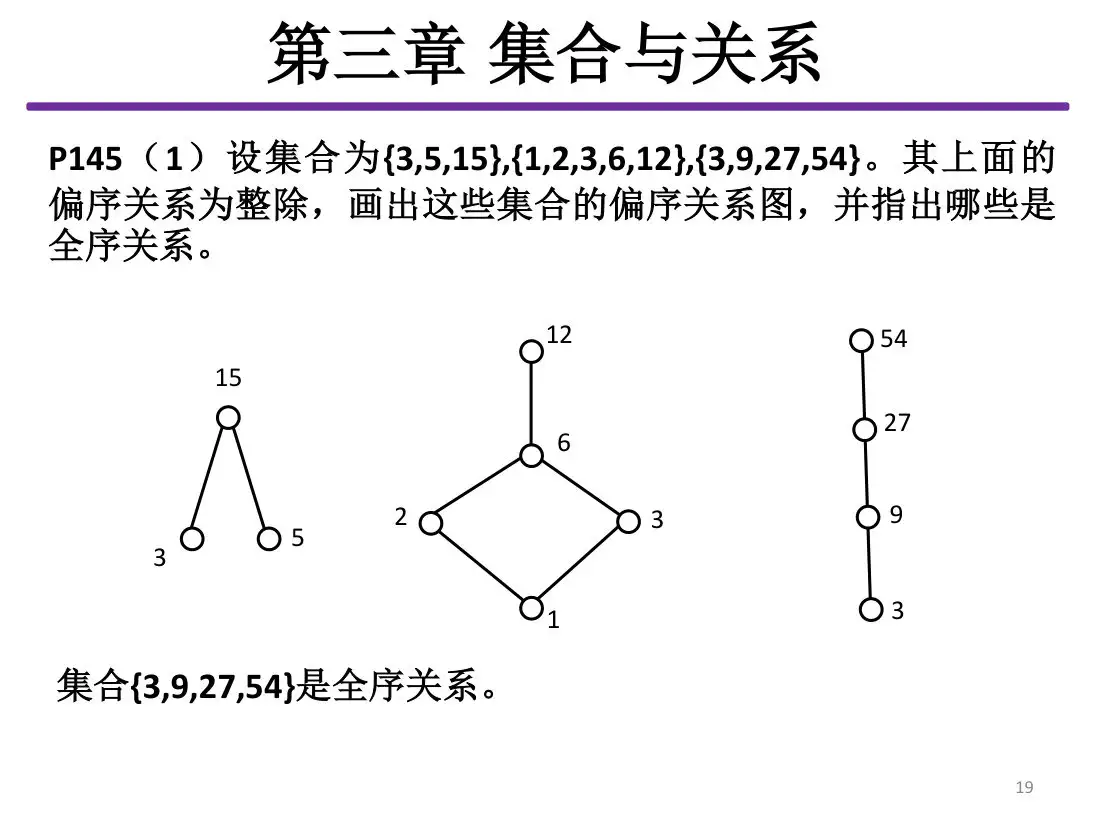 第三章 集合与关系
P145（1）设集合为{3,5,15},{1,2,3,6,12},{3,9,27,54}。其上面的
偏序关系为整除，画出这些集合的偏序关系图，并指出哪些是
全序关系。
15
3
5
12
6
2
3
1
54
27
9
3
集合{3,9,27,54}是全序关系。
19